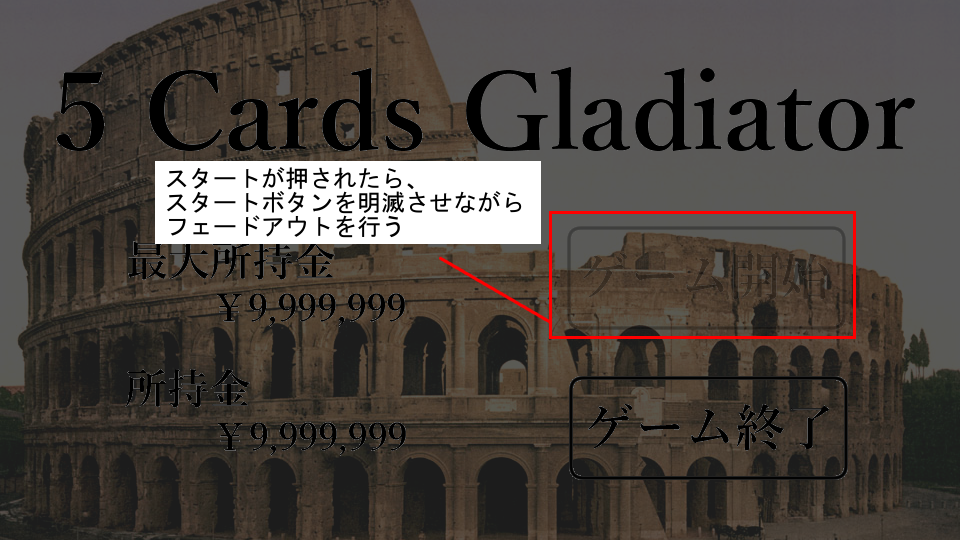 5 Cards Gladiator
スタートが押されたら、
スタートボタンを明滅させながら
フェードアウトを行う
最大所持金
￥9,999,999
ゲーム開始
所持金
￥9,999,999
ゲーム終了